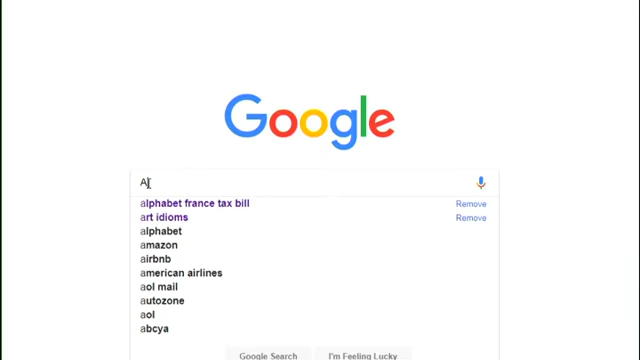 Google
A
alphabet france tax bill Remove
art idioms Remove
alphabet
amazon
airbnb
american airlines
aol mail
autozone
aol
abcya
Google Search I'm Feeling Lucky